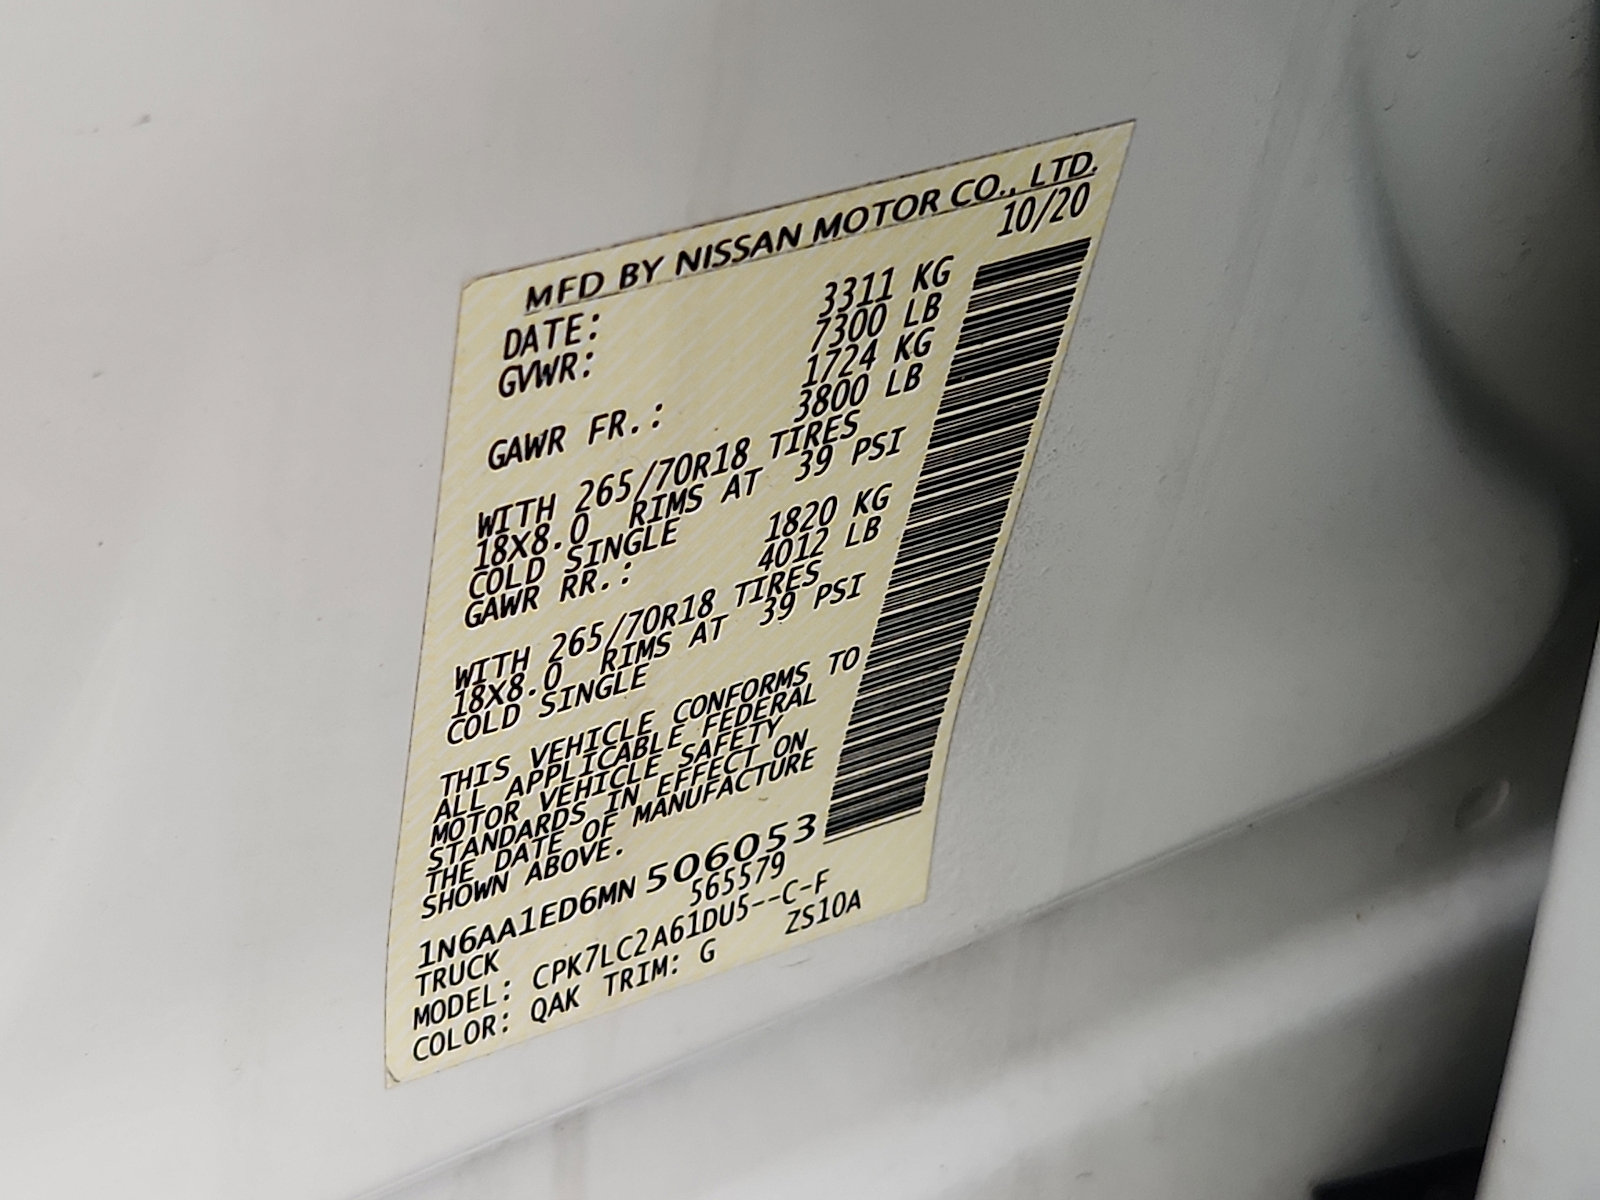 MFD BY NISSAN MOTOR CO., LTD.
DATE: 10/20
GVWR: 3311 KG
7300 LB
GAWR FR.: 1724 KG
3800 LB
WITH 265/70R18 TIRES
18X8.0 RIMS AT 39 PSI
COLD SINGLE
GAWR RR.: 1820 KG
4012 LB
WITH 265/70R18 TIRES
18X8.0 RIMS AT 39 PSI
COLD SINGLE
THIS VEHICLE CONFORMS TO
ALL APPLICABLE FEDERAL
MOTOR VEHICLE SAFETY
STANDARDS IN EFFECT ON
THE DATE OF MANUFACTURE
SHOWN ABOVE.
1N6AA1ED6MN 506053
TRUCK 565579
MODEL: CPK7LC2A61DU5--C-F
COLOR: QAK TRIM: G ZS10A